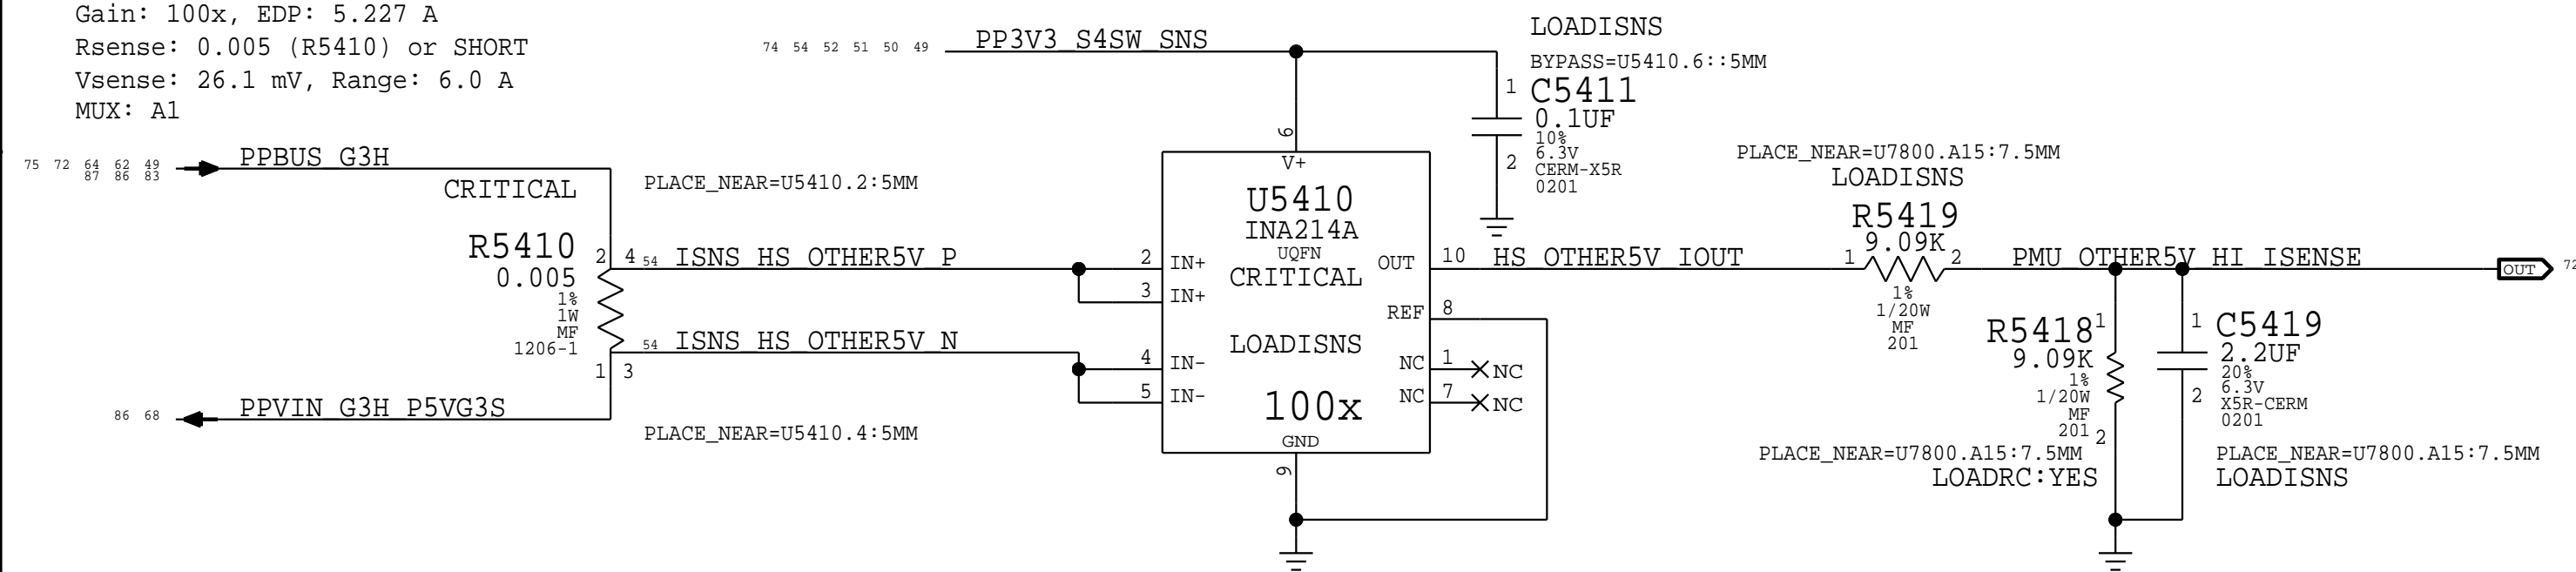 Gain: 100x, EDP: 5.227 A
Rsense: 0.005 (R5410) or SHORT
Vsense: 26.1 mV, Range: 6.0 A
MUX: A1
74 54 52 51 50 49
PP3V3_S4SW_SNS
LOADISNS
BYPASS=U5410.6::5MM
1
C5411
0.1UF
10%
6.3V
CERM-X5R
0201
2
75 72 64 62 49
87 86 83
PPBUS_G3H
CRITICAL
PLACE_NEAR=U5410.2:5MM
R5410
0.005
1%
1W
MF
1206-1
2 4
54
ISNS_HS_OTHER5V_P
54
ISNS_HS_OTHER5V_N
1 3
86 68
PPVIN_G3H_P5VG3S
PLACE_NEAR=U5410.4:5MM
6
V+
U5410
INA214A
UQFN
CRITICAL
LOADISNS
100x
GND
9
2 IN+
3 IN+
4 IN-
5 IN-
OUT 10
REF 8
NC 1 NC
NC 7 NC
HS_OTHER5V_IOUT
PLACE_NEAR=U7800.A15:7.5MM
LOADISNS
R5419
9.09K
1 2
1%
1/20W
MF
201
PMU_OTHER5V_HI_ISENSE
OUT
72
R5418
1
9.09K
1%
1/20W
MF
201
2
PLACE_NEAR=U7800.A15:7.5MM
LOADRC:YES
1
C5419
2.2UF
20%
6.3V
X5R-CERM
0201
2
PLACE_NEAR=U7800.A15:7.5MM
LOADISNS